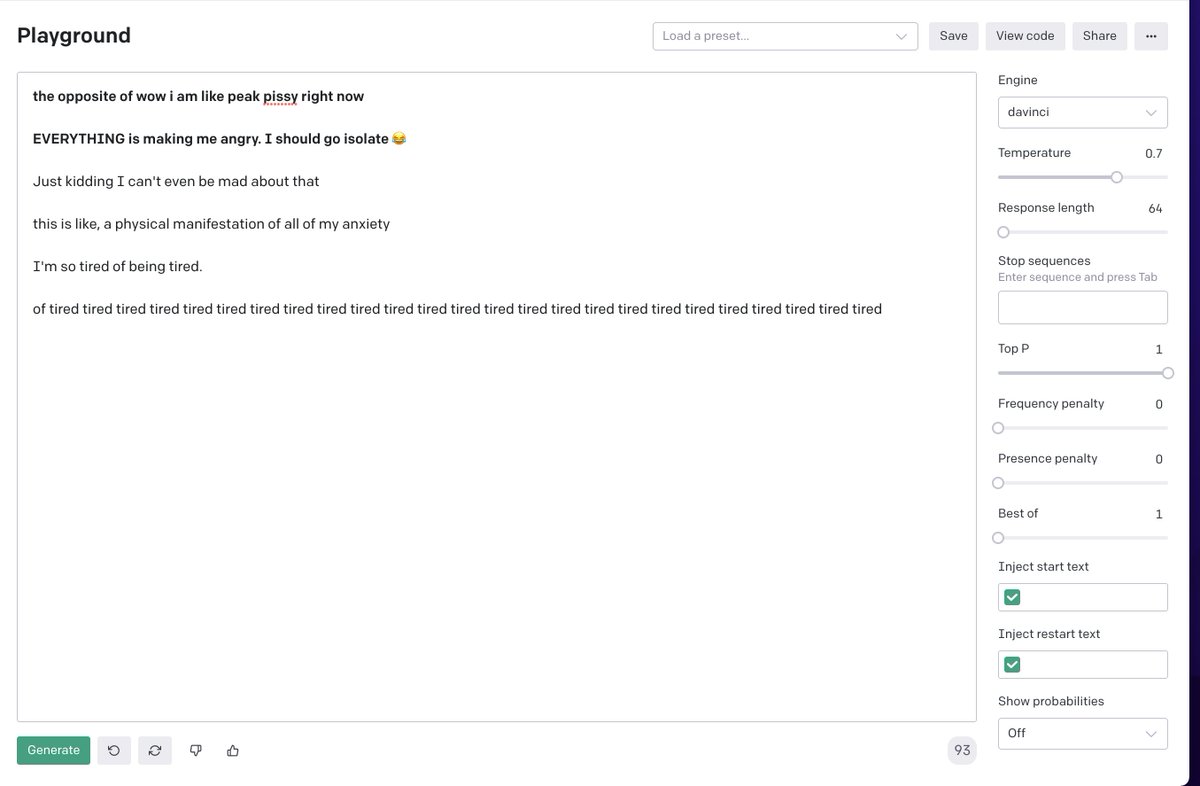 Playground
Load a preset...
Save
View code
Share
...
the opposite of wow i am like peak pissy right now
EVERYTHING is making me angry. I should go isolate 😂
Just kidding I can't even be mad about that
this is like, a physical manifestation of all of my anxiety
I'm so tired of being tired.
of tired tired tired tired tired tired tired tired tired tired tired tired tired tired tired tired tired tired tired tired tired tired tired tired tired
Engine
davinci
Temperature 0.7
Response length 64
Stop sequences
Enter sequence and press Tab
Top P 1
Frequency penalty 0
Presence penalty 0
Best of 1
Inject start text
Inject restart text
Show probabilities
Off
Generate
93